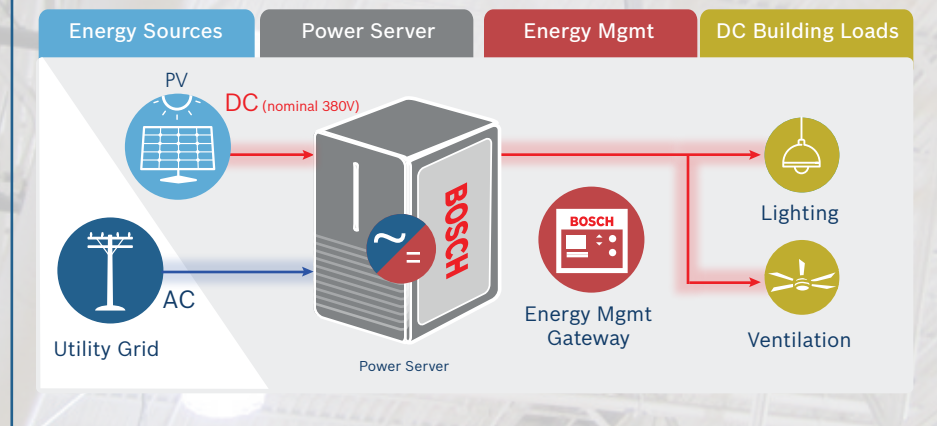 Energy Sources
Power Server
Energy Mgmt
DC Building Loads
PV
DC (nominal 380V)
BOSCH
BOSCH
Lighting
AC
Energy Mgmt
Gateway
Ventilation
Utility Grid
Power Server